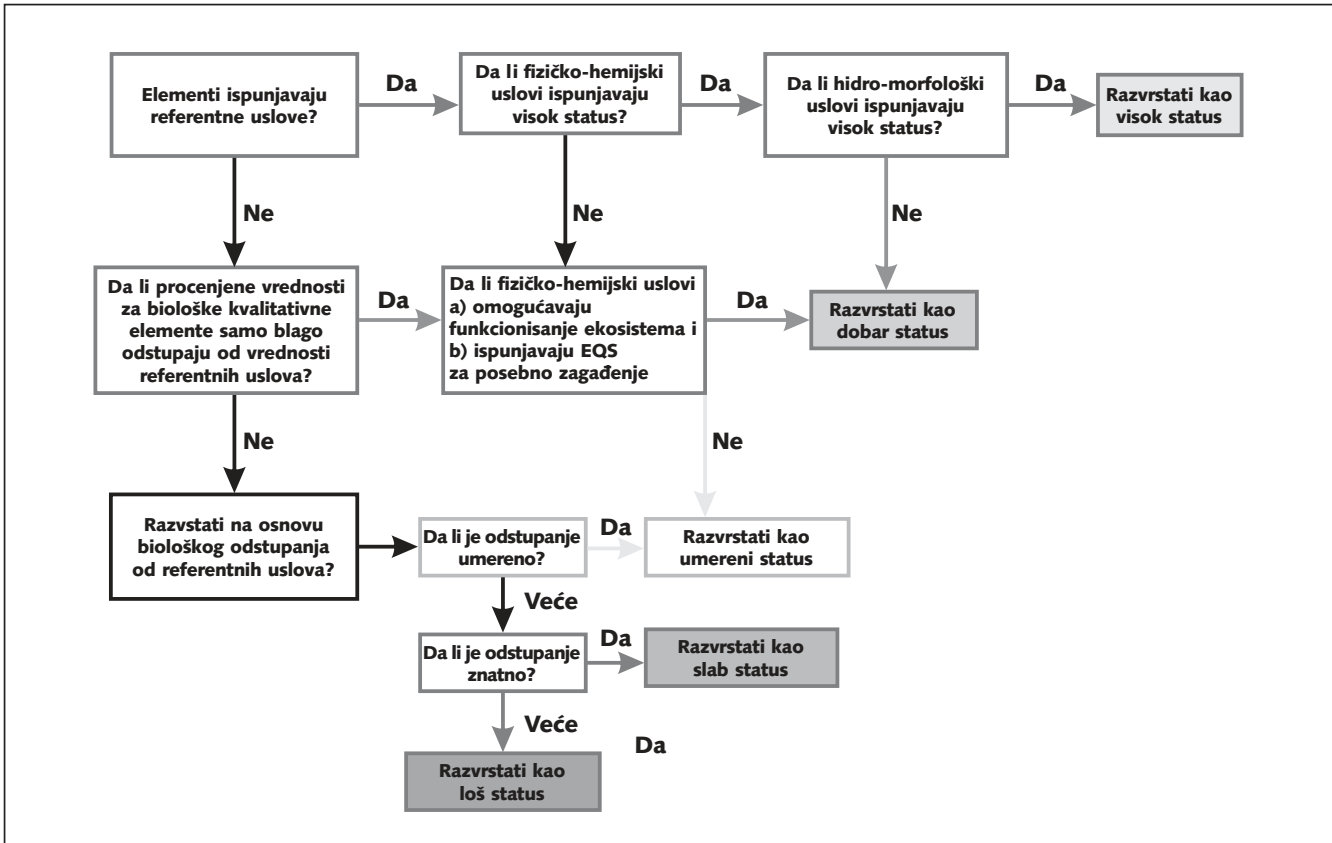 Elementi ispunjavaju
referentne uslove?
Da
Da li fizičko-hemijski
uslovi ispunjavaju
visok status?
Da
Da li hidro-morfološki
uslovi ispunjavaju
visok status?
Da
Razvrstati kao
visok status
Ne
Ne
Ne
Da li procenjene vrednosti
za biološke kvalitativne
elemente samo blago
odstupaju od vrednosti
referentnih uslova?
Da
Da li fizičko-hemijski uslovi
a) omogućavaju
funkcionisanje ekosistema i
b) ispunjavaju EQS
za posebno zagađenje
Da
Razvrstati kao
dobar status
Ne
Ne
Razvstati na osnovu
biološkog odstupanja
od referentnih uslova?
Da li je odstupanje
umereno?
Da
Razvrstati kao
umereni status
Veće
Da li je odstupanje
znatno?
Da
Razvrstati kao
slab status
Veće
Da
Razvrstati kao
loš status